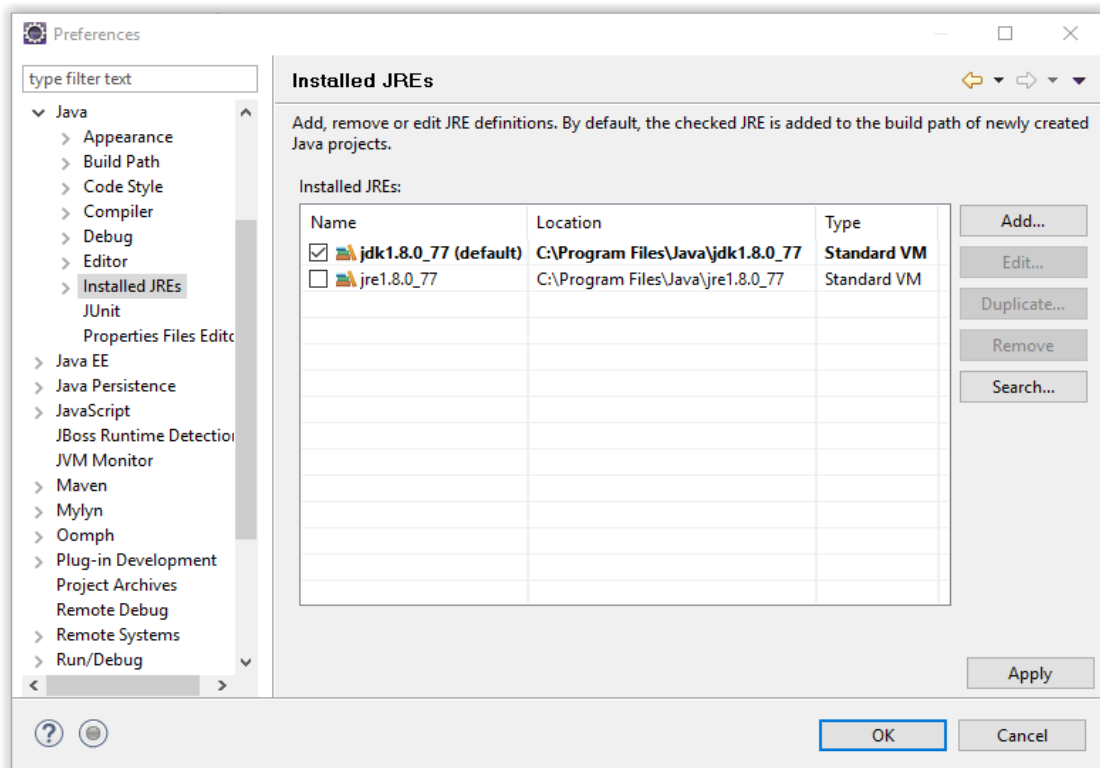 Preferences
type filter text
Java
Appearance
Build Path
Code Style
Compiler
Debug
Editor
Installed JREs
JUnit
Properties Files Edito
Java EE
Java Persistence
JavaScript
JBoss Runtime Detection
JVM Monitor
Maven
Mylyn
Oomph
Plug-in Development
Project Archives
Remote Debug
Remote Systems
Run/Debug
Installed JREs
Add, remove or edit JRE definitions. By default, the checked JRE is added to the build path of newly created
Java projects.
Installed JREs:
Name Location Type
jdk1.8.0_77 (default) C:\Program Files\Java\jdk1.8.0_77 Standard VM
jre1.8.0_77 C:\Program Files\Java\jre1.8.0_77 Standard VM
Add...
Edit...
Duplicate...
Remove
Search...
Apply
OK Cancel